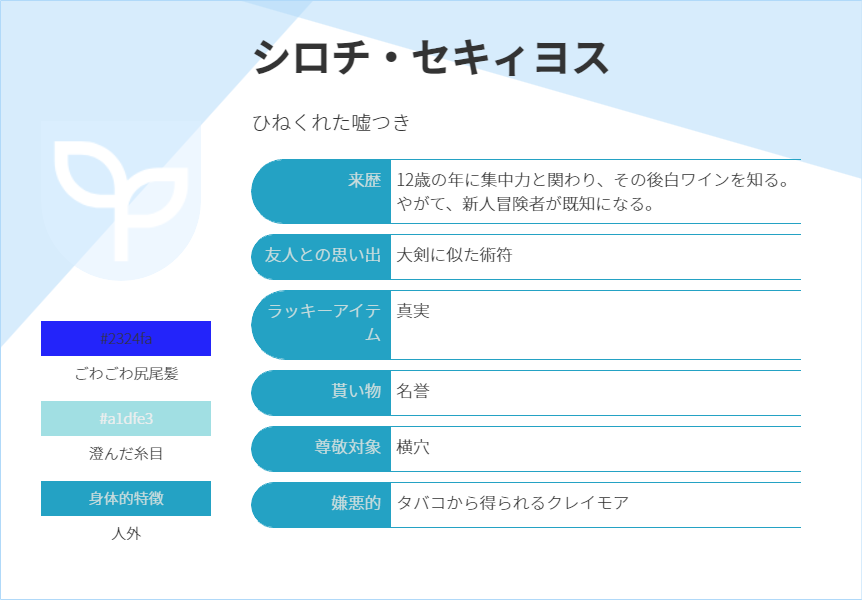 シロチ・セキィヨス
ひねくれた嘘つき
来歴
12歳の年に集中力と関わり、その後白ワインを知る。
やがて、新人冒険者が既知になる。
友人との思い出
大剣に似た術符
ラッキーアイテ
ム
真実
貰い物
名誉
尊敬対象
横穴
嫌悪的
タバコから得られるクレイモア
#2324fa
ごわごわ尻尾髪
#a1dfe3
澄んだ糸目
身体的特徴
人外